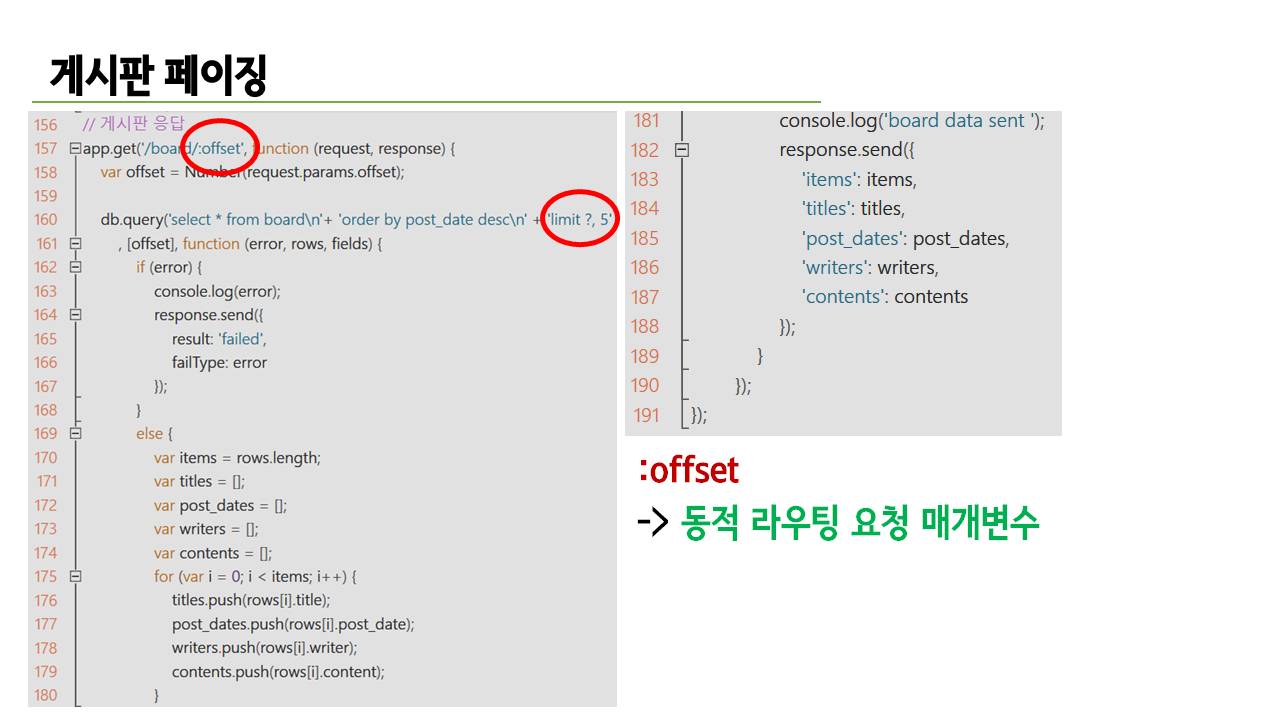 게시판 페이징
156 // 게시판 응답
157 app.get('/board/:offset', function (request, response) {
158 var offset = Number(request.params.offset);
159
160 db.query('select * from board\n'+ 'order by post_date desc\n' + 'limit ?, 5'
161 , [offset], function (error, rows, fields) {
162 if (error) {
163 console.log(error);
164 response.send({
165 result: 'failed',
166 failType: error
167 });
168 }
169 else {
170 var items = rows.length;
171 var titles = [];
172 var post_dates = [];
173 var writers = [];
174 var contents = [];
175 for (var i = 0; i < items; i++) {
176 titles.push(rows[i].title);
177 post_dates.push(rows[i].post_date);
178 writers.push(rows[i].writer);
179 contents.push(rows[i].content);
180 }
181 console.log('board data sent ');
182 response.send({
183 'items': items,
184 'titles': titles,
185 'post_dates': post_dates,
186 'writers': writers,
187 'contents': contents
188 });
189 }
190 });
191 });
:offset
-> 동적 라우팅 요청 매개변수